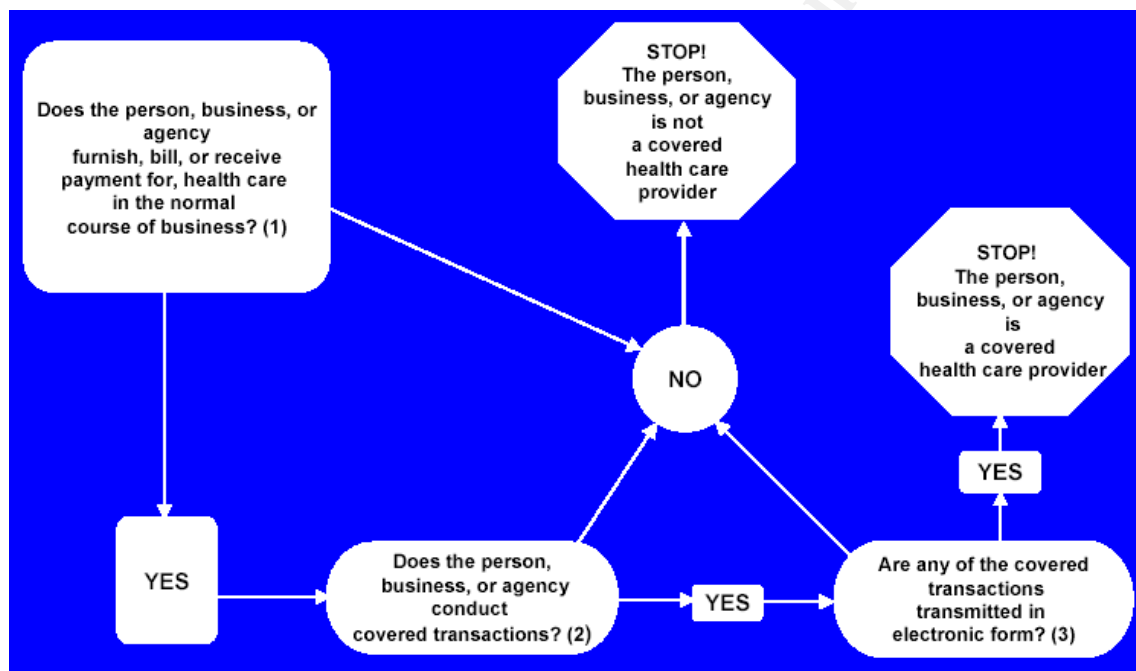 Does the person, business, or
agency
furnish, bill, or receive
payment for, health care
in the normal
course of business? (1)
STOP!
The person,
business, or agency
is not
a covered
health care
provider
STOP!
The person,
business, or agency
is
a covered
health care provider
NO
YES
YES
Does the person,
business, or agency
conduct
covered transactions? (2)
YES
Are any of the covered
transactions
transmitted in
electronic form? (3)